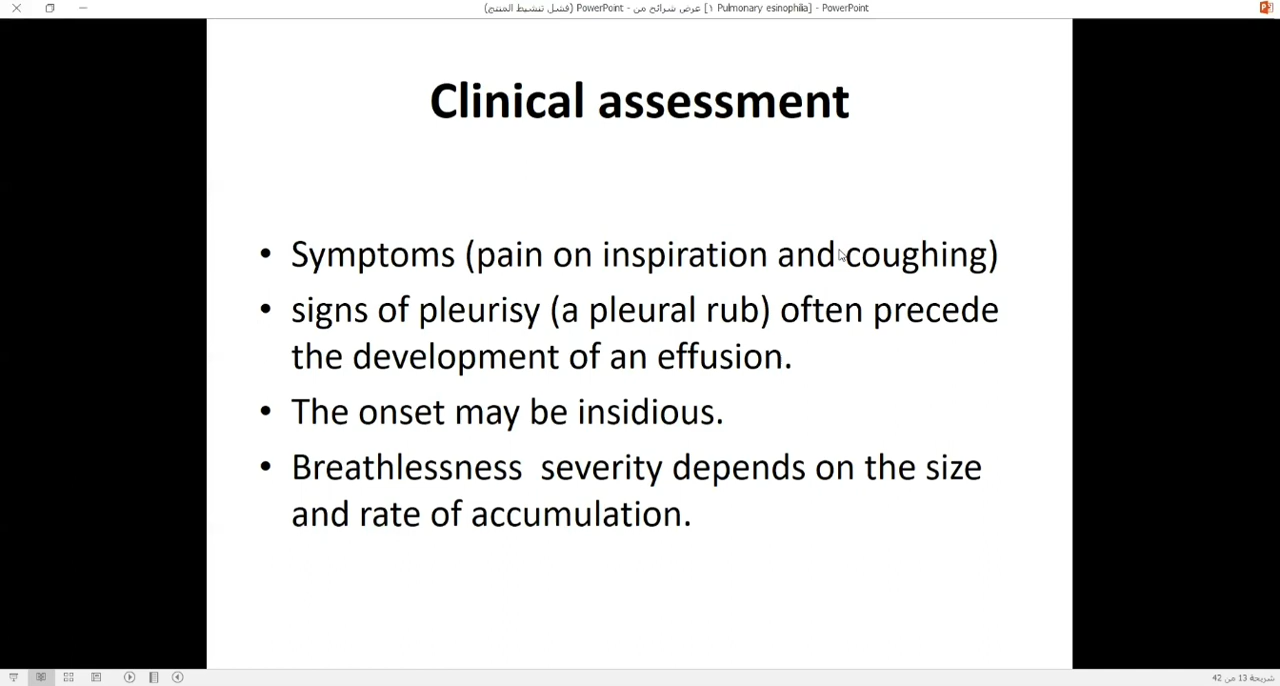 عرض شرائح من [١ Pulmonary esinophilia] - PowerPoint (فشل تنشيط المنتج) - PowerPoint
Clinical assessment
• Symptoms (pain on inspiration and coughing)
• signs of pleurisy (a pleural rub) often precede
the development of an effusion.
• The onset may be insidious.
• Breathlessness severity depends on the size
and rate of accumulation.
شريحة 13 من 42